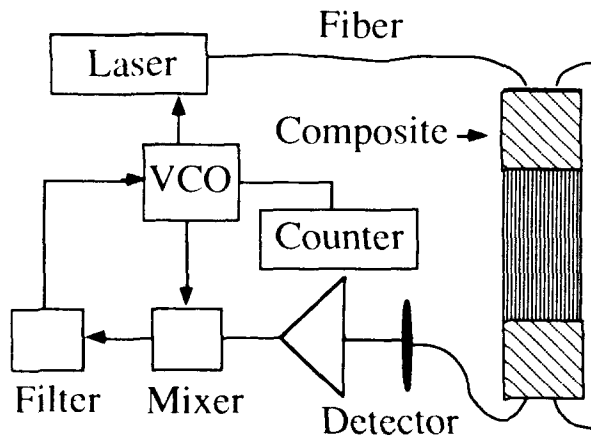 Fiber
Laser
Composite
VCO
Counter
Filter
Mixer
Detector